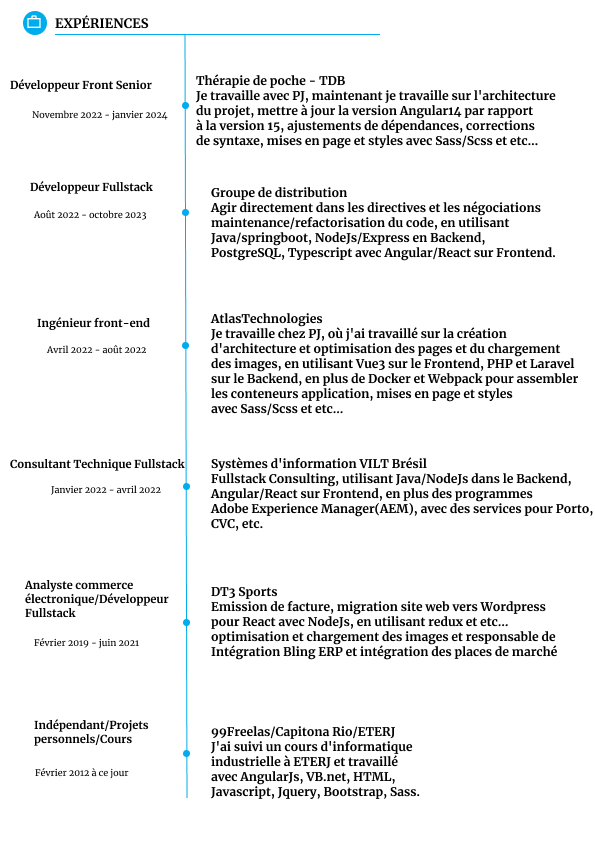 EXPÉRIENCES
Développeur Front Senior
Novembre 2022 - janvier 2024
Thérapie de poche - TDB
Je travaille avec PJ, maintenant je travaille sur l'architecture
du projet, mettre à jour la version Angular14 par rapport
à la version 15, ajustements de dépendances, corrections
de syntaxe, mises en page et styles avec Sass/Scss et etc...
Développeur Fullstack
Août 2022 - octobre 2023
Groupe de distribution
Agir directement dans les directives et les négociations
maintenance/refactorisation du code, en utilisant
Java/springboot, NodeJs/Express en Backend,
PostgreSQL, Typescript avec Angular/React sur Frontend.
Ingénieur front-end
Avril 2022 - août 2022
AtlasTechnologies
Je travaille chez PJ, où j'ai travaillé sur la création
d'architecture et optimisation des pages et du chargement
des images, en utilisant Vue3 sur le Frontend, PHP et Laravel
sur le Backend, en plus de Docker et Webpack pour assembler
les conteneurs application, mises en page et styles
avec Sass/Scss et etc...
Consultant Technique Fullstack
Janvier 2022 - avril 2022
Systèmes d'information VILT Brésil
Fullstack Consulting, utilisant Java/NodeJs dans le Backend,
Angular/React sur Frontend, en plus des programmes
Adobe Experience Manager(AEM), avec des services pour Porto,
CVC, etc.
Analyste commerce
électronique/Développeur
Fullstack
Février 2019 - juin 2021
DT3 Sports
Emission de facture, migration site web vers Wordpress
pour React avec NodeJs, en utilisant redux et etc...
optimisation et chargement des images et responsable de
Intégration Bling ERP et intégration des places de marché
Indépendant/Projets
personnels/Cours
Février 2012 à ce jour
99Freelas/Capitona Rio/ETERJ
J'ai suivi un cours d'informatique
industrielle à ETERJ et travaillé
avec AngularJs, VB.net, HTML,
Javascript, Jquery, Bootstrap, Sass.